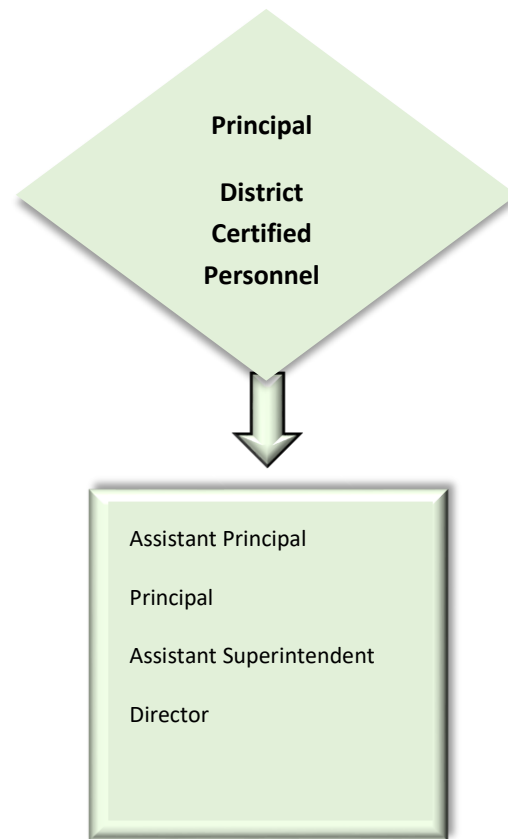 Principal
District
Certified
Personnel
Assistant Principal
Principal
Assistant Superintendent
Director